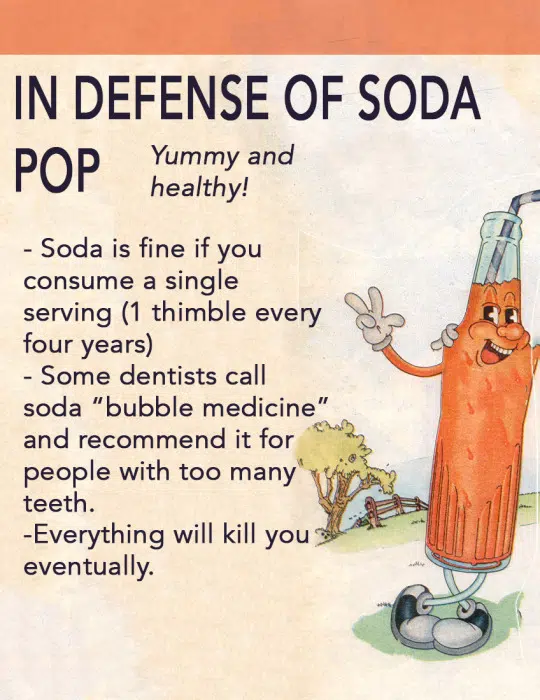 IN DEFENSE OF SODA
POP
Yummy and
healthy!
- Soda is fine if you
consume a single
serving (1 thimble every
four years)
- Some dentists call
soda “bubble medicine”
and recommend it for
people with too many
teeth.
-Everything will kill you
eventually.